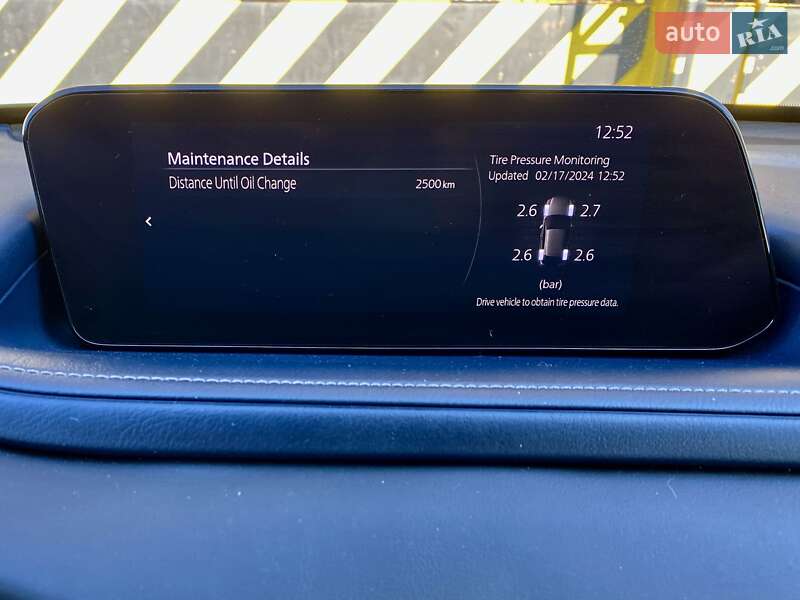 auto RIA.com
12:52
Maintenance Details
Distance Until Oil Change 2500 km
Tire Pressure Monitoring
Updated 02/17/2024 12:52
2.6 2.7
2.6 2.6
(bar)
Drive vehicle to obtain tire pressure data.